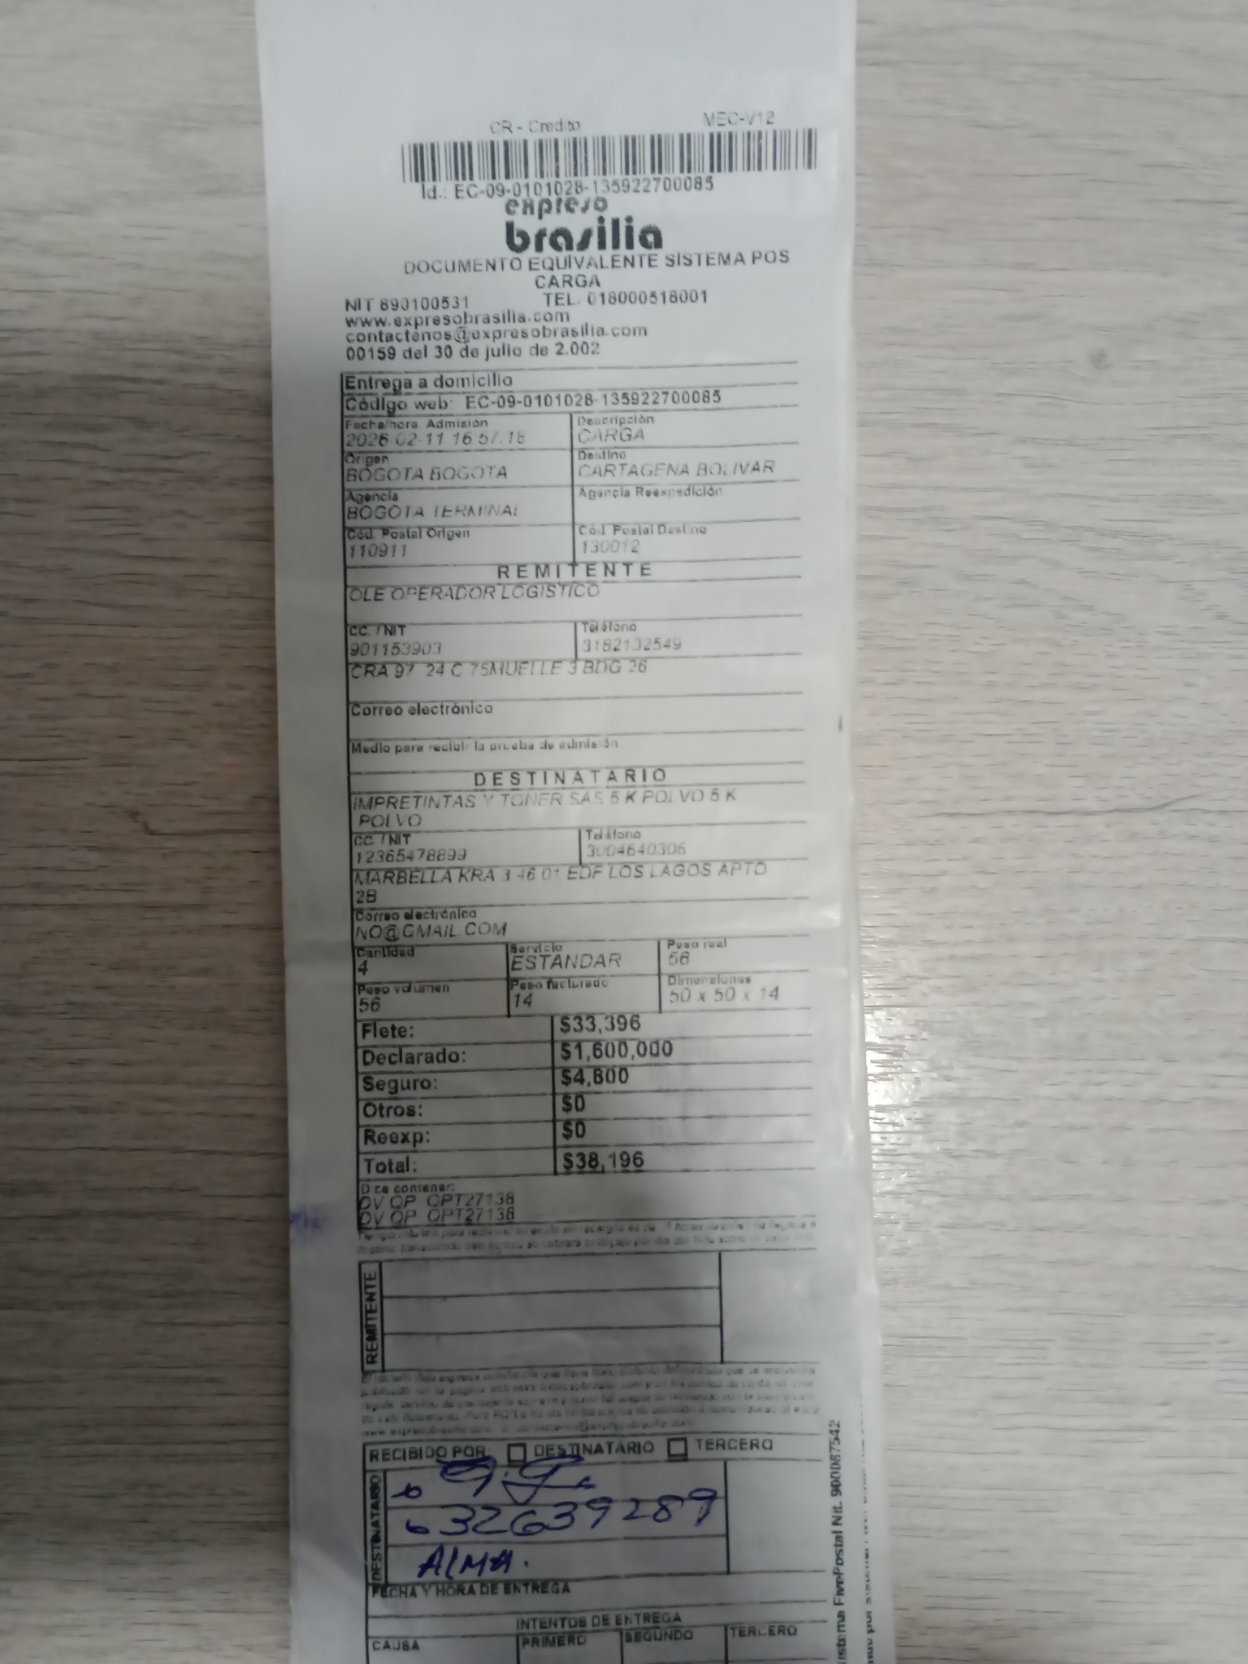 CR - Credito MEC-V12
Id.: EC-09-0101028-135922700085
expreso
brasilia
DOCUMENTO EQUIVALENTE SISTEMA POS
CARGA
NIT 890100531 TEL. 018000518001
www.expresobrasilia.com
contactenos@expresobrasilia.com
00159 del 30 de julio de 2.002
Entrega a domicilio
Código web: EC-09-0101028-135922700085
Fecha/hora Admisión Descripción
2026-02-11 16:57:18 CARGA
Origen Destino
BOGOTA BOGOTA CARTAGENA BOLIVAR
Agencia Agencia Reexpedición
BOGOTA TERMINAL
Cód. Postal Origen Cód. Postal Destino
110911 130012
REMITENTE
OLE OPERADOR LOGISTICO
CC. / NIT Teléfono
901153903 3182132549
CRA 97 24 C 75MUELLE 3 BDG 26
Correo electrónico
Medio para recibir la prueba de admisión
DESTINATARIO
IMPRETINTAS Y TONER SAS 5 K POLVO 5 K
POLVO
CC. / NIT Teléfono
12365478899 3004640306
MARBELLA KRA 3 46 01 EDF LOS LAGOS APTO
2B
Correo electrónico
NO@GMAIL.COM
Cantidad Servicio Peso real
4 ESTANDAR 56
Peso volumen Peso facturado Dimensiones
56 14 50 x 50 x 14
Flete: $33,396
Declarado: $1,600,000
Seguro: $4,800
Otros: $0
Reexp: $0
Total: $38,196
Dice contener:
DV OP OPT27138
DV OP OPT27138
REMITENTE
RECIBIDO POR DESTINATARIO TERCERO
DESTINATARIO
32639289
Alma.
FECHA Y HORA DE ENTREGA
INTENTOS DE ENTREGA
CAUSA PRIMERO SEGUNDO TERCERO
FivePostal Nit. 900087542